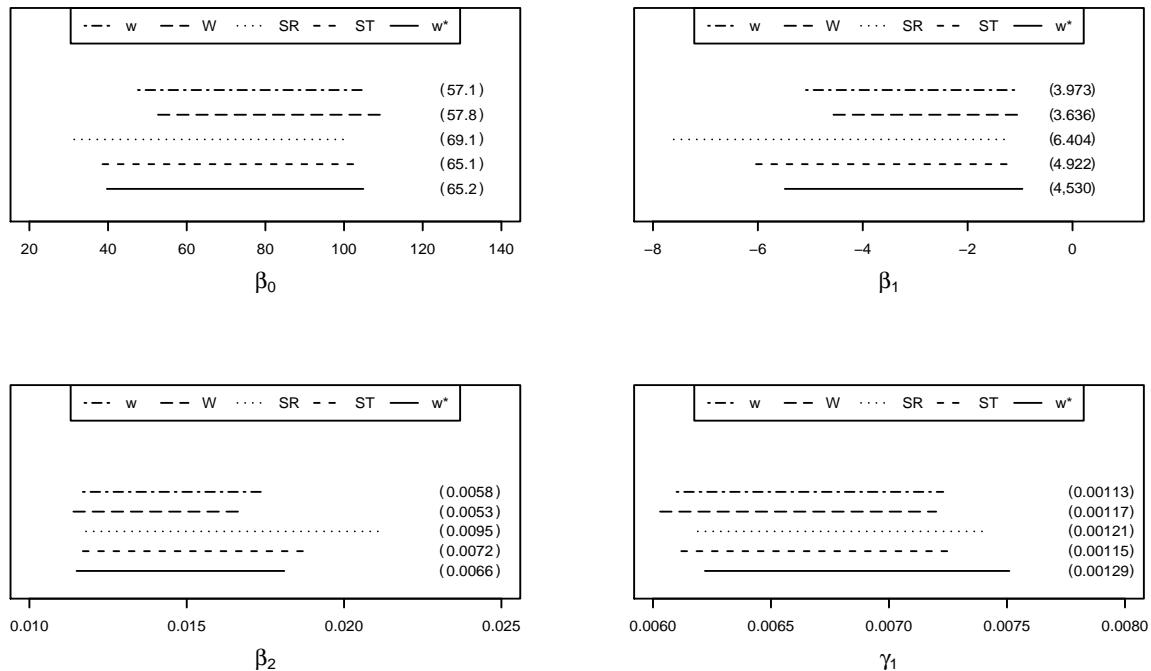 w W SR ST w*
(57.1)
(57.8)
(69.1)
(65.1)
(65.2)
20 40 60 80 100 120 140
β0
w W SR ST w*
(3.973)
(3.636)
(6.404)
(4.922)
(4,530)
−8 −6 −4 −2 0
β1
w W SR ST w*
(0.0058)
(0.0053)
(0.0095)
(0.0072)
(0.0066)
0.010 0.015 0.020 0.025
β2
w W SR ST w*
(0.00113)
(0.00117)
(0.00121)
(0.00115)
(0.00129)
0.0060 0.0065 0.0070 0.0075 0.0080
γ1